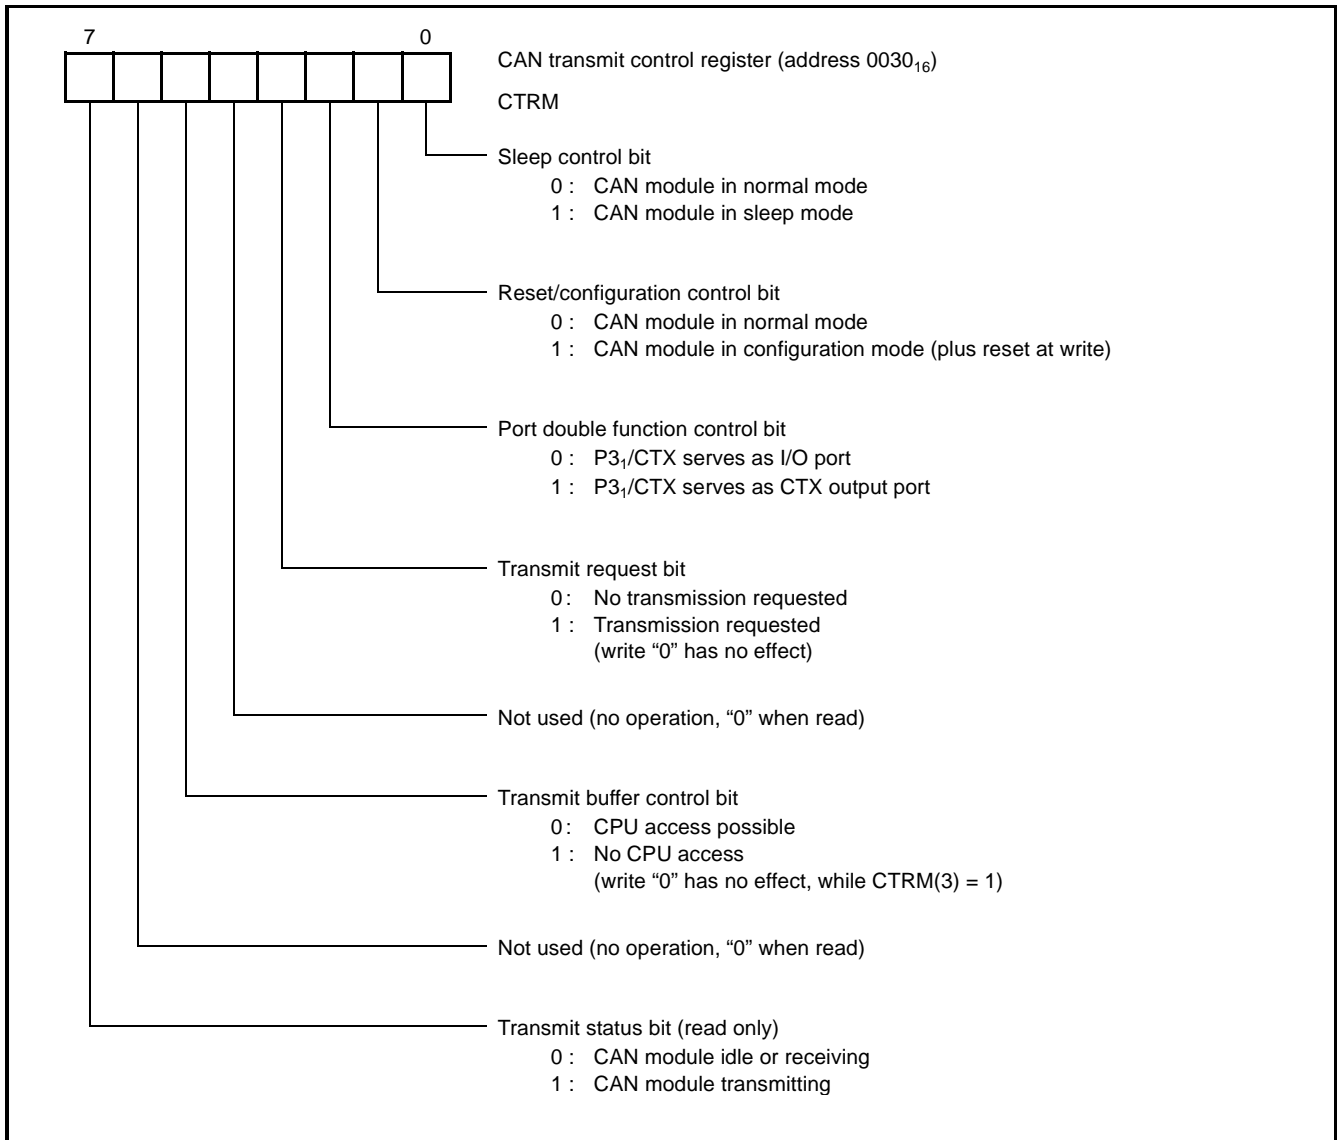 7 0
CAN transmit control register (address 0030₁₆)
CTRM
Sleep control bit
0 : CAN module in normal mode
1 : CAN module in sleep mode
Reset/configuration control bit
0 : CAN module in normal mode
1 : CAN module in configuration mode (plus reset at write)
Port double function control bit
0 : P3₁/CTX serves as I/O port
1 : P3₁/CTX serves as CTX output port
Transmit request bit
0 : No transmission requested
1 : Transmission requested
(write “0” has no effect)
Not used (no operation, “0” when read)
Transmit buffer control bit
0 : CPU access possible
1 : No CPU access
(write “0” has no effect, while CTRM(3) = 1)
Not used (no operation, “0” when read)
Transmit status bit (read only)
0 : CAN module idle or receiving
1 : CAN module transmitting